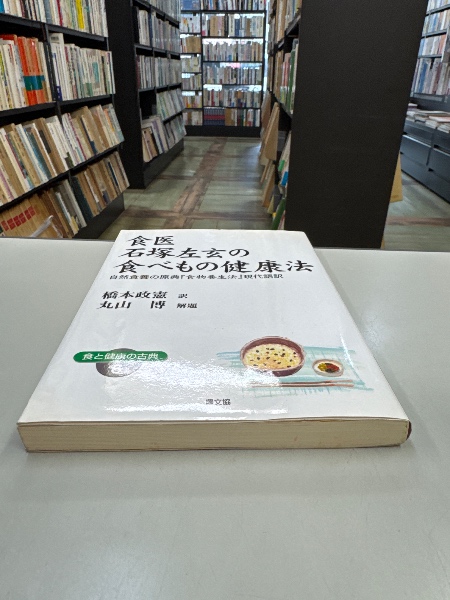 食医
石塚左玄の
食べもの健康法
自然食養の原典『食物養生法』現代語訳
橋本政憲 訳
丸山 博 解題
食と健康の古典
農文協